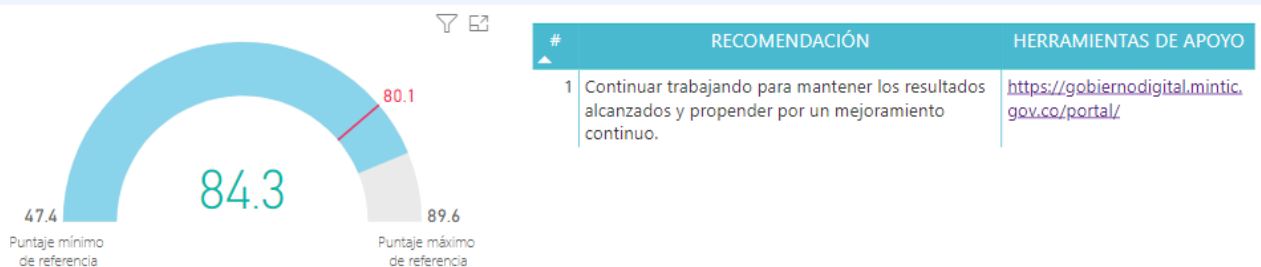 80.1
84.3
47.4
89.6
Puntaje mínimo
de referencia
Puntaje máximo
de referencia
# RECOMENDACIÓN HERRAMIENTAS DE APOYO
1 Continuar trabajando para mantener los resultados https://gobiernodigital.mintic.
alcanzados y propender por un mejoramiento gov.co/portal/
continuo.